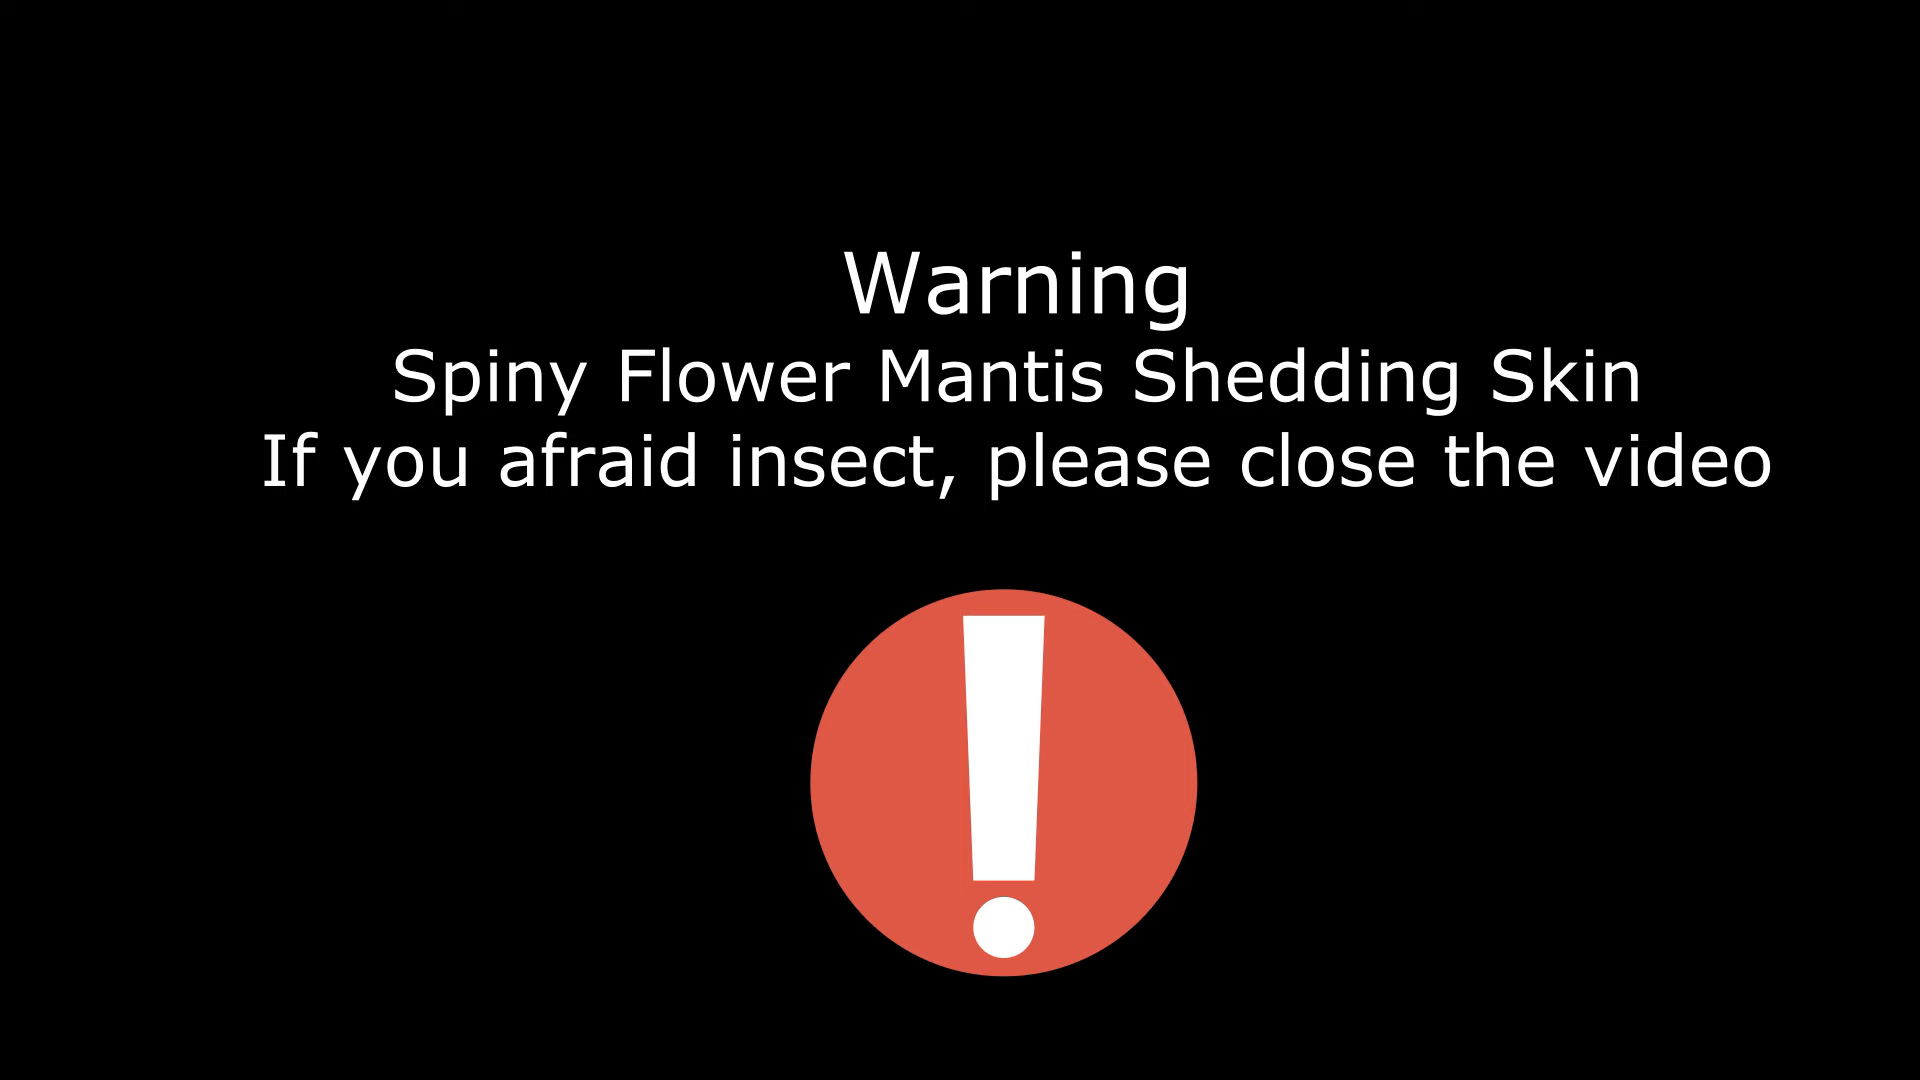 Warning
Spiny Flower Mantis Shedding Skin
If you afraid insect, please close the video